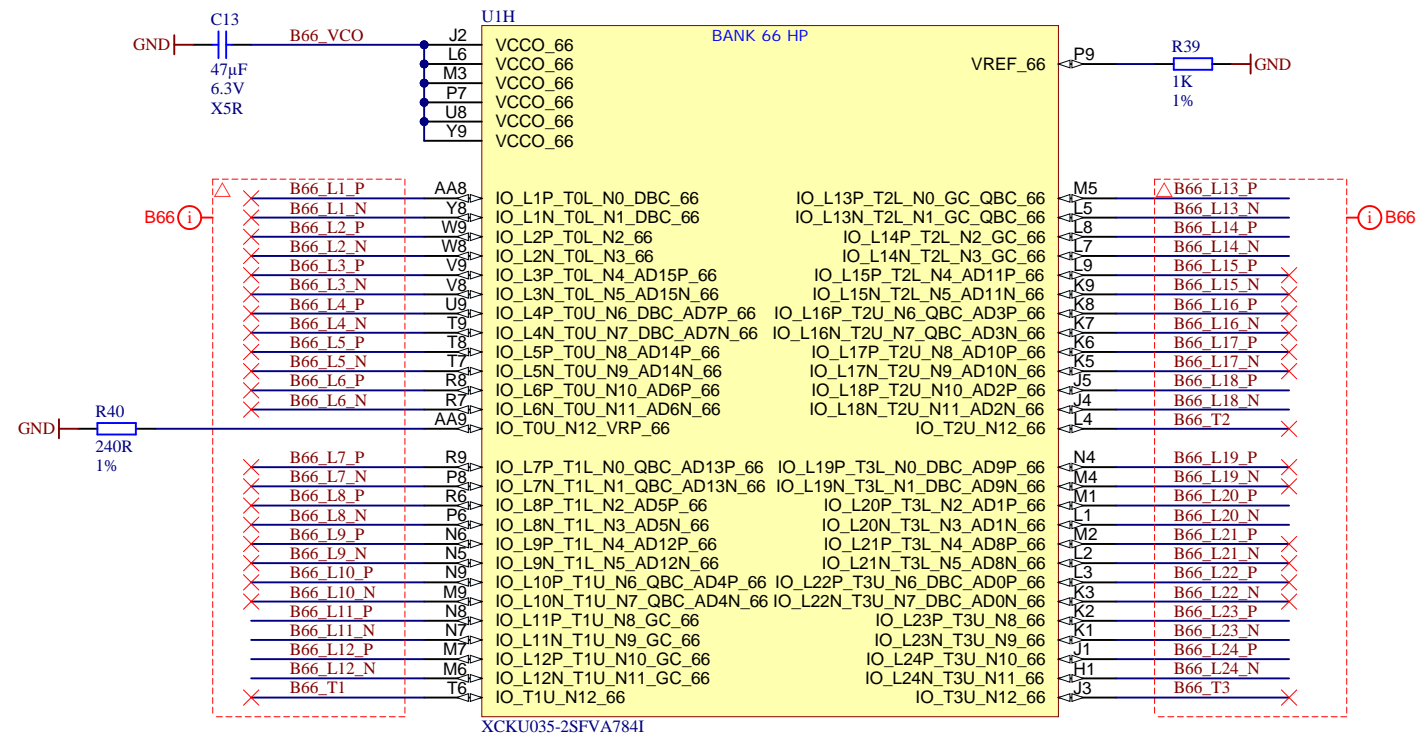 U1H
BANK 66 HP
C13
GND
B66_VCO
47µF
6.3V
X5R
J2 VCCO_66
L6 VCCO_66
M3 VCCO_66
P7 VCCO_66
U8 VCCO_66
Y9 VCCO_66
VREF_66 P9
R39
GND
1K
1%
B66 i
B66_L1_P AA8 IO_L1P_T0L_N0_DBC_66
B66_L1_N Y8 IO_L1N_T0L_N1_DBC_66
B66_L2_P W9 IO_L2P_T0L_N2_66
B66_L2_N W8 IO_L2N_T0L_N3_66
B66_L3_P V9 IO_L3P_T0L_N4_AD15P_66
B66_L3_N V8 IO_L3N_T0L_N5_AD15N_66
B66_L4_P U9 IO_L4P_T0U_N6_DBC_AD7P_66
B66_L4_N T9 IO_L4N_T0U_N7_DBC_AD7N_66
B66_L5_P T8 IO_L5P_T0U_N8_AD14P_66
B66_L5_N T7 IO_L5N_T0U_N9_AD14N_66
B66_L6_P R8 IO_L6P_T0U_N10_AD6P_66
B66_L6_N R7 IO_L6N_T0U_N11_AD6N_66
R40
GND
240R
1%
AA9 IO_T0U_N12_VRP_66
B66_L7_P R9 IO_L7P_T1L_N0_QBC_AD13P_66
B66_L7_N P8 IO_L7N_T1L_N1_QBC_AD13N_66
B66_L8_P R6 IO_L8P_T1L_N2_AD5P_66
B66_L8_N P6 IO_L8N_T1L_N3_AD5N_66
B66_L9_P N6 IO_L9P_T1L_N4_AD12P_66
B66_L9_N N5 IO_L9N_T1L_N5_AD12N_66
B66_L10_P N9 IO_L10P_T1U_N6_QBC_AD4P_66
B66_L10_N M9 IO_L10N_T1U_N7_QBC_AD4N_66
B66_L11_P N8 IO_L11P_T1U_N8_GC_66
B66_L11_N N7 IO_L11N_T1U_N9_GC_66
B66_L12_P M7 IO_L12P_T1U_N10_GC_66
B66_L12_N M6 IO_L12N_T1U_N11_GC_66
B66_T1 T6 IO_T1U_N12_66
IO_L13P_T2L_N0_GC_QBC_66 M5 B66_L13_P
IO_L13N_T2L_N1_GC_QBC_66 L5 B66_L13_N
IO_L14P_T2L_N2_GC_66 L8 B66_L14_P
IO_L14N_T2L_N3_GC_66 L7 B66_L14_N
IO_L15P_T2L_N4_AD11P_66 L9 B66_L15_P
IO_L15N_T2L_N5_AD11N_66 K9 B66_L15_N
IO_L16P_T2U_N6_QBC_AD3P_66 K8 B66_L16_P
IO_L16N_T2U_N7_QBC_AD3N_66 K7 B66_L16_N
IO_L17P_T2U_N8_AD10P_66 K6 B66_L17_P
IO_L17N_T2U_N9_AD10N_66 K5 B66_L17_N
IO_L18P_T2U_N10_AD2P_66 J5 B66_L18_P
IO_L18N_T2U_N11_AD2N_66 J4 B66_L18_N
IO_T2U_N12_66 L4 B66_T2
IO_L19P_T3L_N0_DBC_AD9P_66 N4 B66_L19_P
IO_L19N_T3L_N1_DBC_AD9N_66 M4 B66_L19_N
IO_L20P_T3L_N2_AD1P_66 M1 B66_L20_P
IO_L20N_T3L_N3_AD1N_66 L1 B66_L20_N
IO_L21P_T3L_N4_AD8P_66 M2 B66_L21_P
IO_L21N_T3L_N5_AD8N_66 L2 B66_L21_N
IO_L22P_T3U_N6_DBC_AD0P_66 L3 B66_L22_P
IO_L22N_T3U_N7_DBC_AD0N_66 K3 B66_L22_N
IO_L23P_T3U_N8_66 K2 B66_L23_P
IO_L23N_T3U_N9_66 K1 B66_L23_N
IO_L24P_T3U_N10_66 J1 B66_L24_P
IO_L24N_T3U_N11_66 H1 B66_L24_N
IO_T3U_N12_66 J3 B66_T3
i B66
XCKU035-2SFVA784I